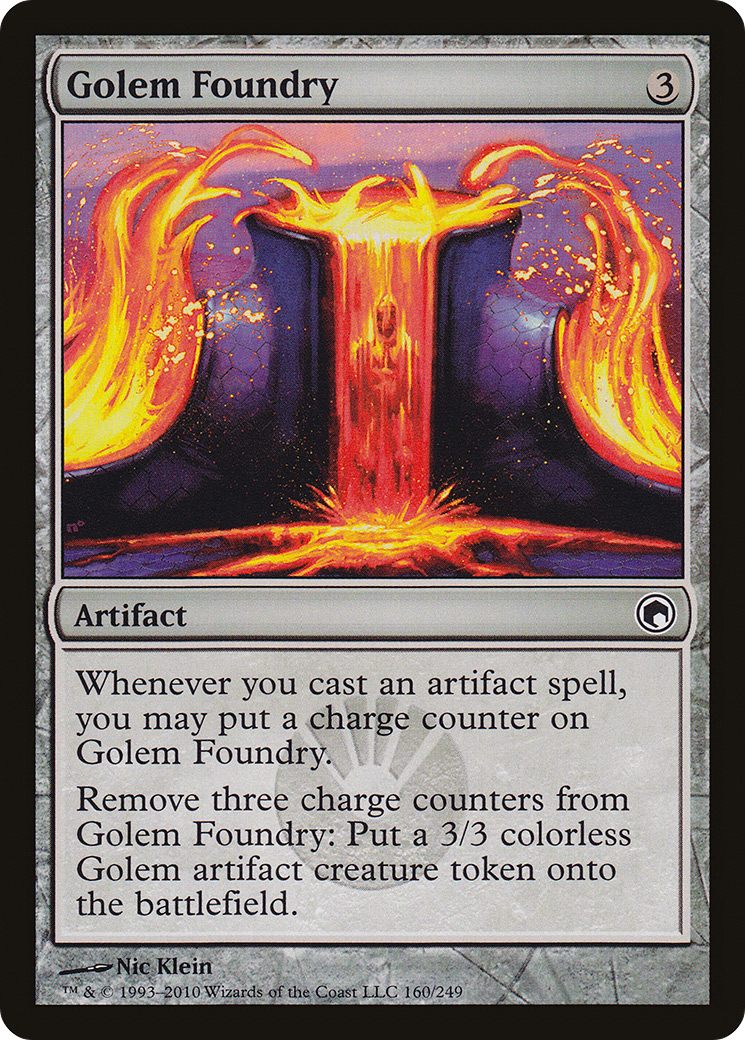 Golem Foundry
3
Artifact
Whenever you cast an artifact spell,
you may put a charge counter on
Golem Foundry.
Remove three charge counters from
Golem Foundry: Put a 3/3 colorless
Golem artifact creature token onto
the battlefield.
Nic Klein
™ & © 1993–2010 Wizards of the Coast LLC 160/249